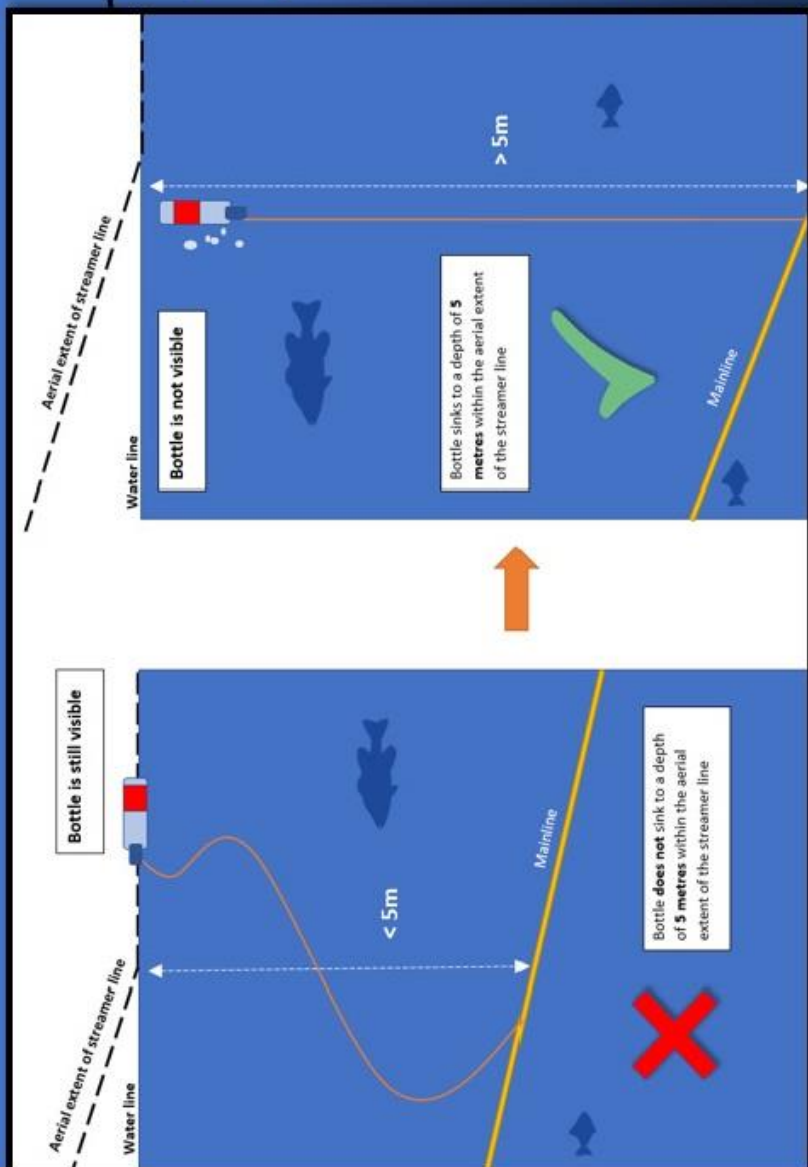 Aerial extent of streamer line
Water line
Bottle is still visible
< 5m
Mainline
Bottle does not sink to a depth
of 5 metres within the aerial
extent of the streamer line
Aerial extent of streamer line
Water line
Bottle is not visible
> 5m
Bottle sinks to a depth of 5
metres within the aerial extent
of the streamer line
Mainline